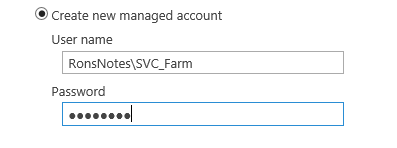 Create new managed account
User name
RonsNotes\SVC_Farm
Password
●●●●●●●●